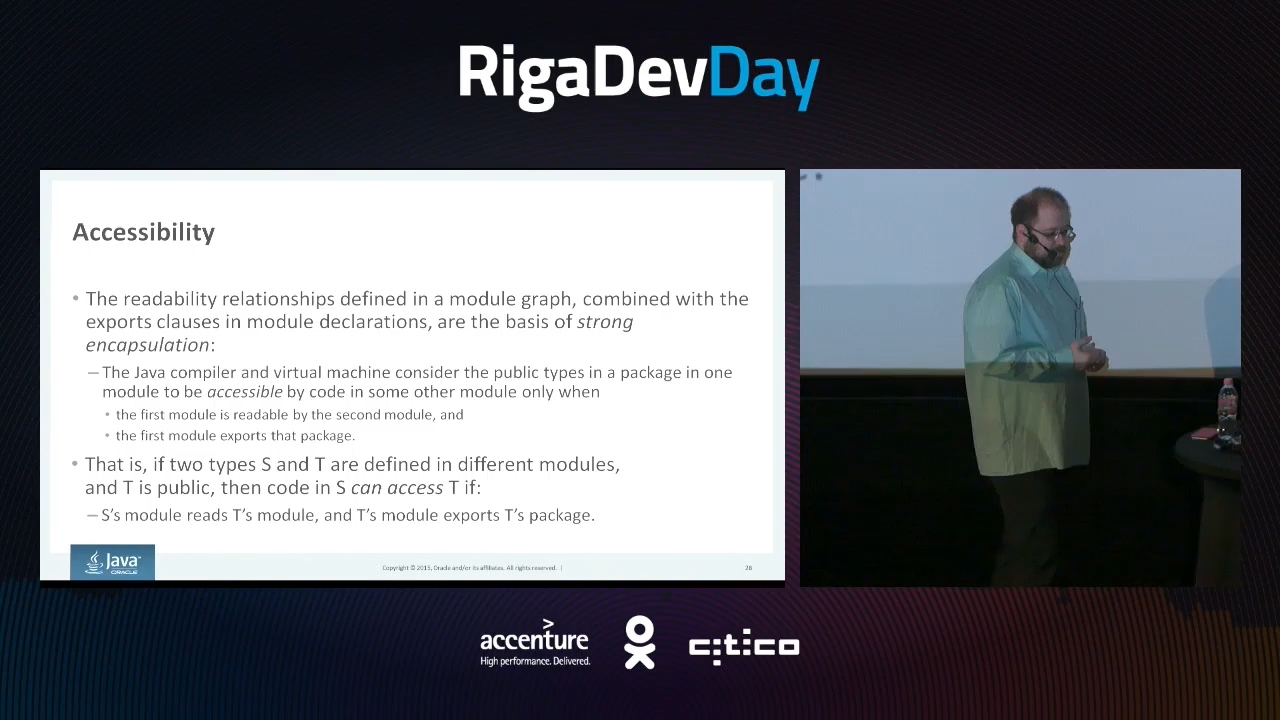 RigaDevDay
Accessibility
• The readability relationships defined in a module graph, combined with the
exports clauses in module declarations, are the basis of strong
encapsulation:
– The Java compiler and virtual machine consider the public types in a package in one
module to be accessible by code in some other module only when
• the first module is readable by the second module, and
• the first module exports that package.
• That is, if two types S and T are defined in different modules,
and T is public, then code in S can access T if:
– S's module reads T's module, and T's module exports T's package.
Java
ORACLE
Copyright © 2015, Oracle and/or its affiliates. All rights reserved. |
28
accenture
High performance. Delivered.
citico